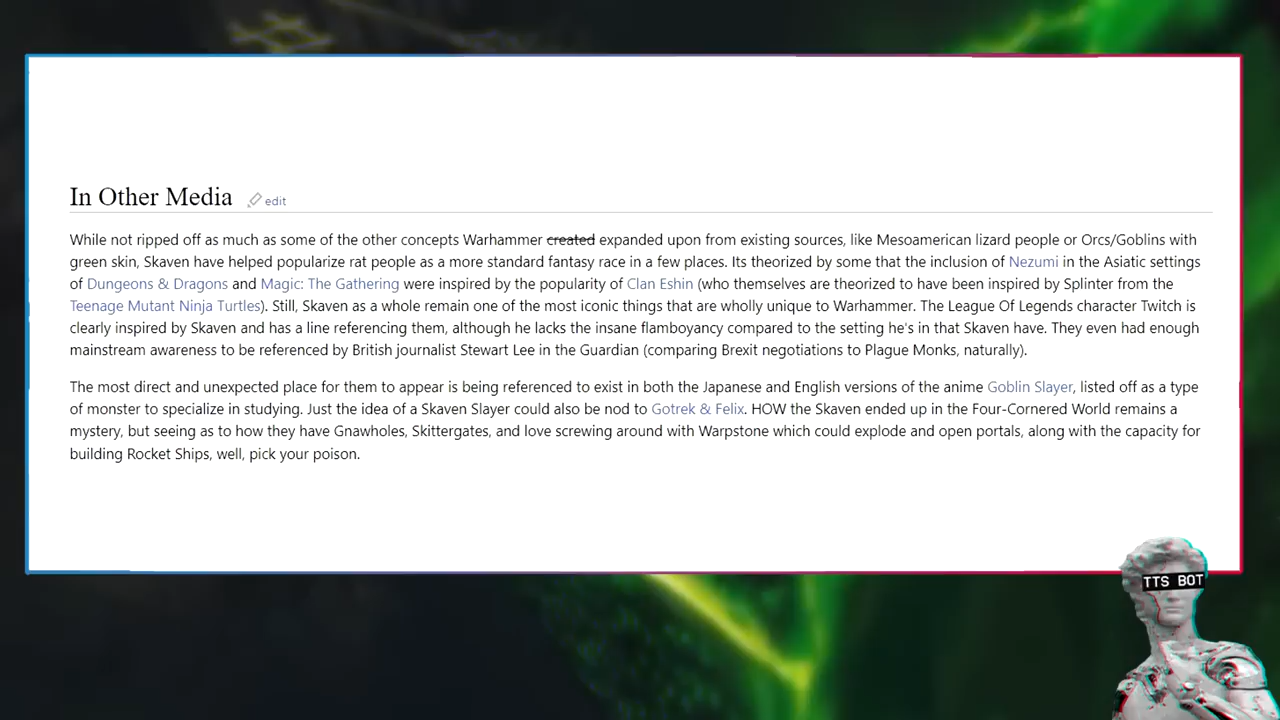 In Other Media edit
While not ripped off as much as some of the other concepts Warhammer created expanded upon from existing sources, like Mesoamerican lizard people or Orcs/Goblins with
green skin, Skaven have helped popularize rat people as a more standard fantasy race in a few places. Its theorized by some that the inclusion of Nezumi in the Asiatic settings
of Dungeons & Dragons and Magic: The Gathering were inspired by the popularity of Clan Eshin (who themselves are theorized to have been inspired by Splinter from the
Teenage Mutant Ninja Turtles). Still, Skaven as a whole remain one of the most iconic things that are wholly unique to Warhammer. The League Of Legends character Twitch is
clearly inspired by Skaven and has a line referencing them, although he lacks the insane flamboyancy compared to the setting he's in that Skaven have. They even had enough
mainstream awareness to be referenced by British journalist Stewart Lee in the Guardian (comparing Brexit negotiations to Plague Monks, naturally).
The most direct and unexpected place for them to appear is being referenced to exist in both the Japanese and English versions of the anime Goblin Slayer, listed off as a type
of monster to specialize in studying. Just the idea of a Skaven Slayer could also be nod to Gotrek & Felix. HOW the Skaven ended up in the Four-Cornered World remains a
mystery, but seeing as to how they have Gnawholes, Skittergates, and love screwing around with Warpstone which could explode and open portals, along with the capacity for
building Rocket Ships, well, pick your poison.
TTS BOT